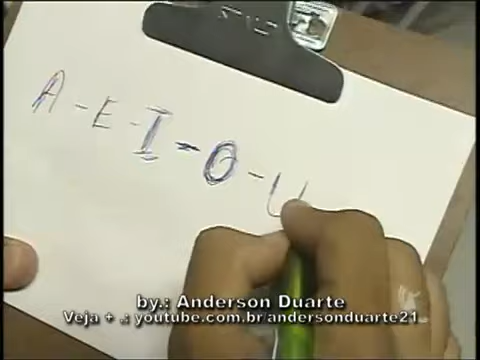 A - E - I - O - U
by.: Anderson Duarte
Veja + .: youtube.com.br/andersonduarte21